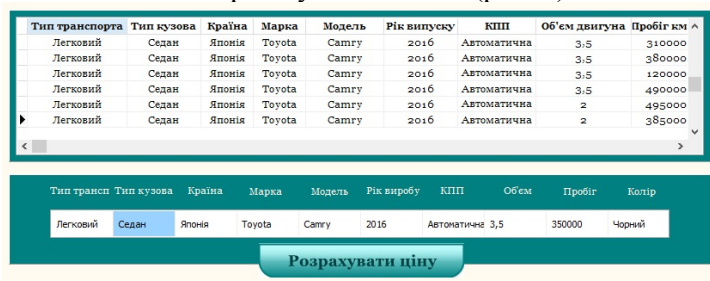 Тип транспорта Тип кузова Країна Марка Модель Рік випуску КПП Об'єм двигуна Пробіг км
Легковий Седан Японія Toyota Camry 2016 Автоматична 3,5 310000
Легковий Седан Японія Toyota Camry 2016 Автоматична 3,5 380000
Легковий Седан Японія Toyota Camry 2016 Автоматична 3,5 120000
Легковий Седан Японія Toyota Camry 2016 Автоматична 3,5 490000
Легковий Седан Японія Toyota Camry 2016 Автоматична 2 495000
Легковий Седан Японія Toyota Camry 2016 Автоматична 2 385000
Тип трансп Тип кузова Країна Марка Модель Рік виробу КПП Об'єм Пробіг Колір
Легковий Седан Японія Toyota Camry 2016 Автоматична 3,5 350000 Чорний
Розрахувати ціну